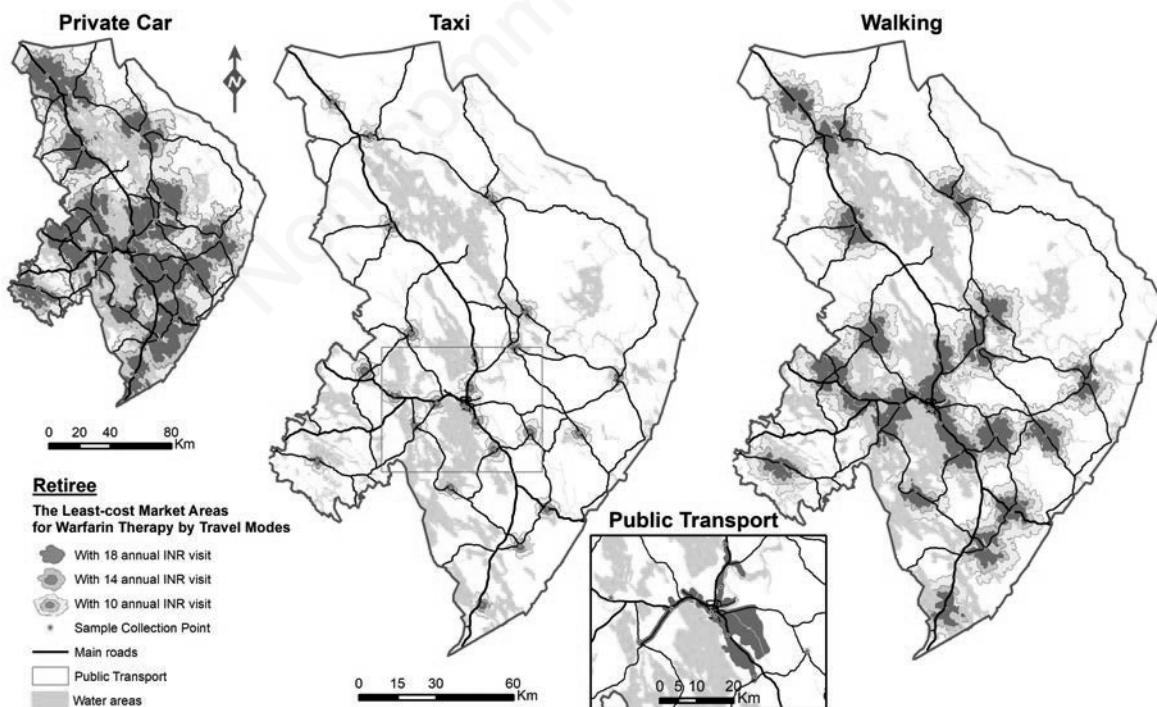 Private Car
Taxi
Walking
N
0 20 40 80
Km
Retiree
The Least-cost Market Areas
for Warfarin Therapy by Travel Modes
With 18 annual INR visit
With 14 annual INR visit
With 10 annual INR visit
Sample Collection Point
Main roads
Public Transport
Water areas
0 15 30 60
Km
Public Transport
0 5 10 20
Km